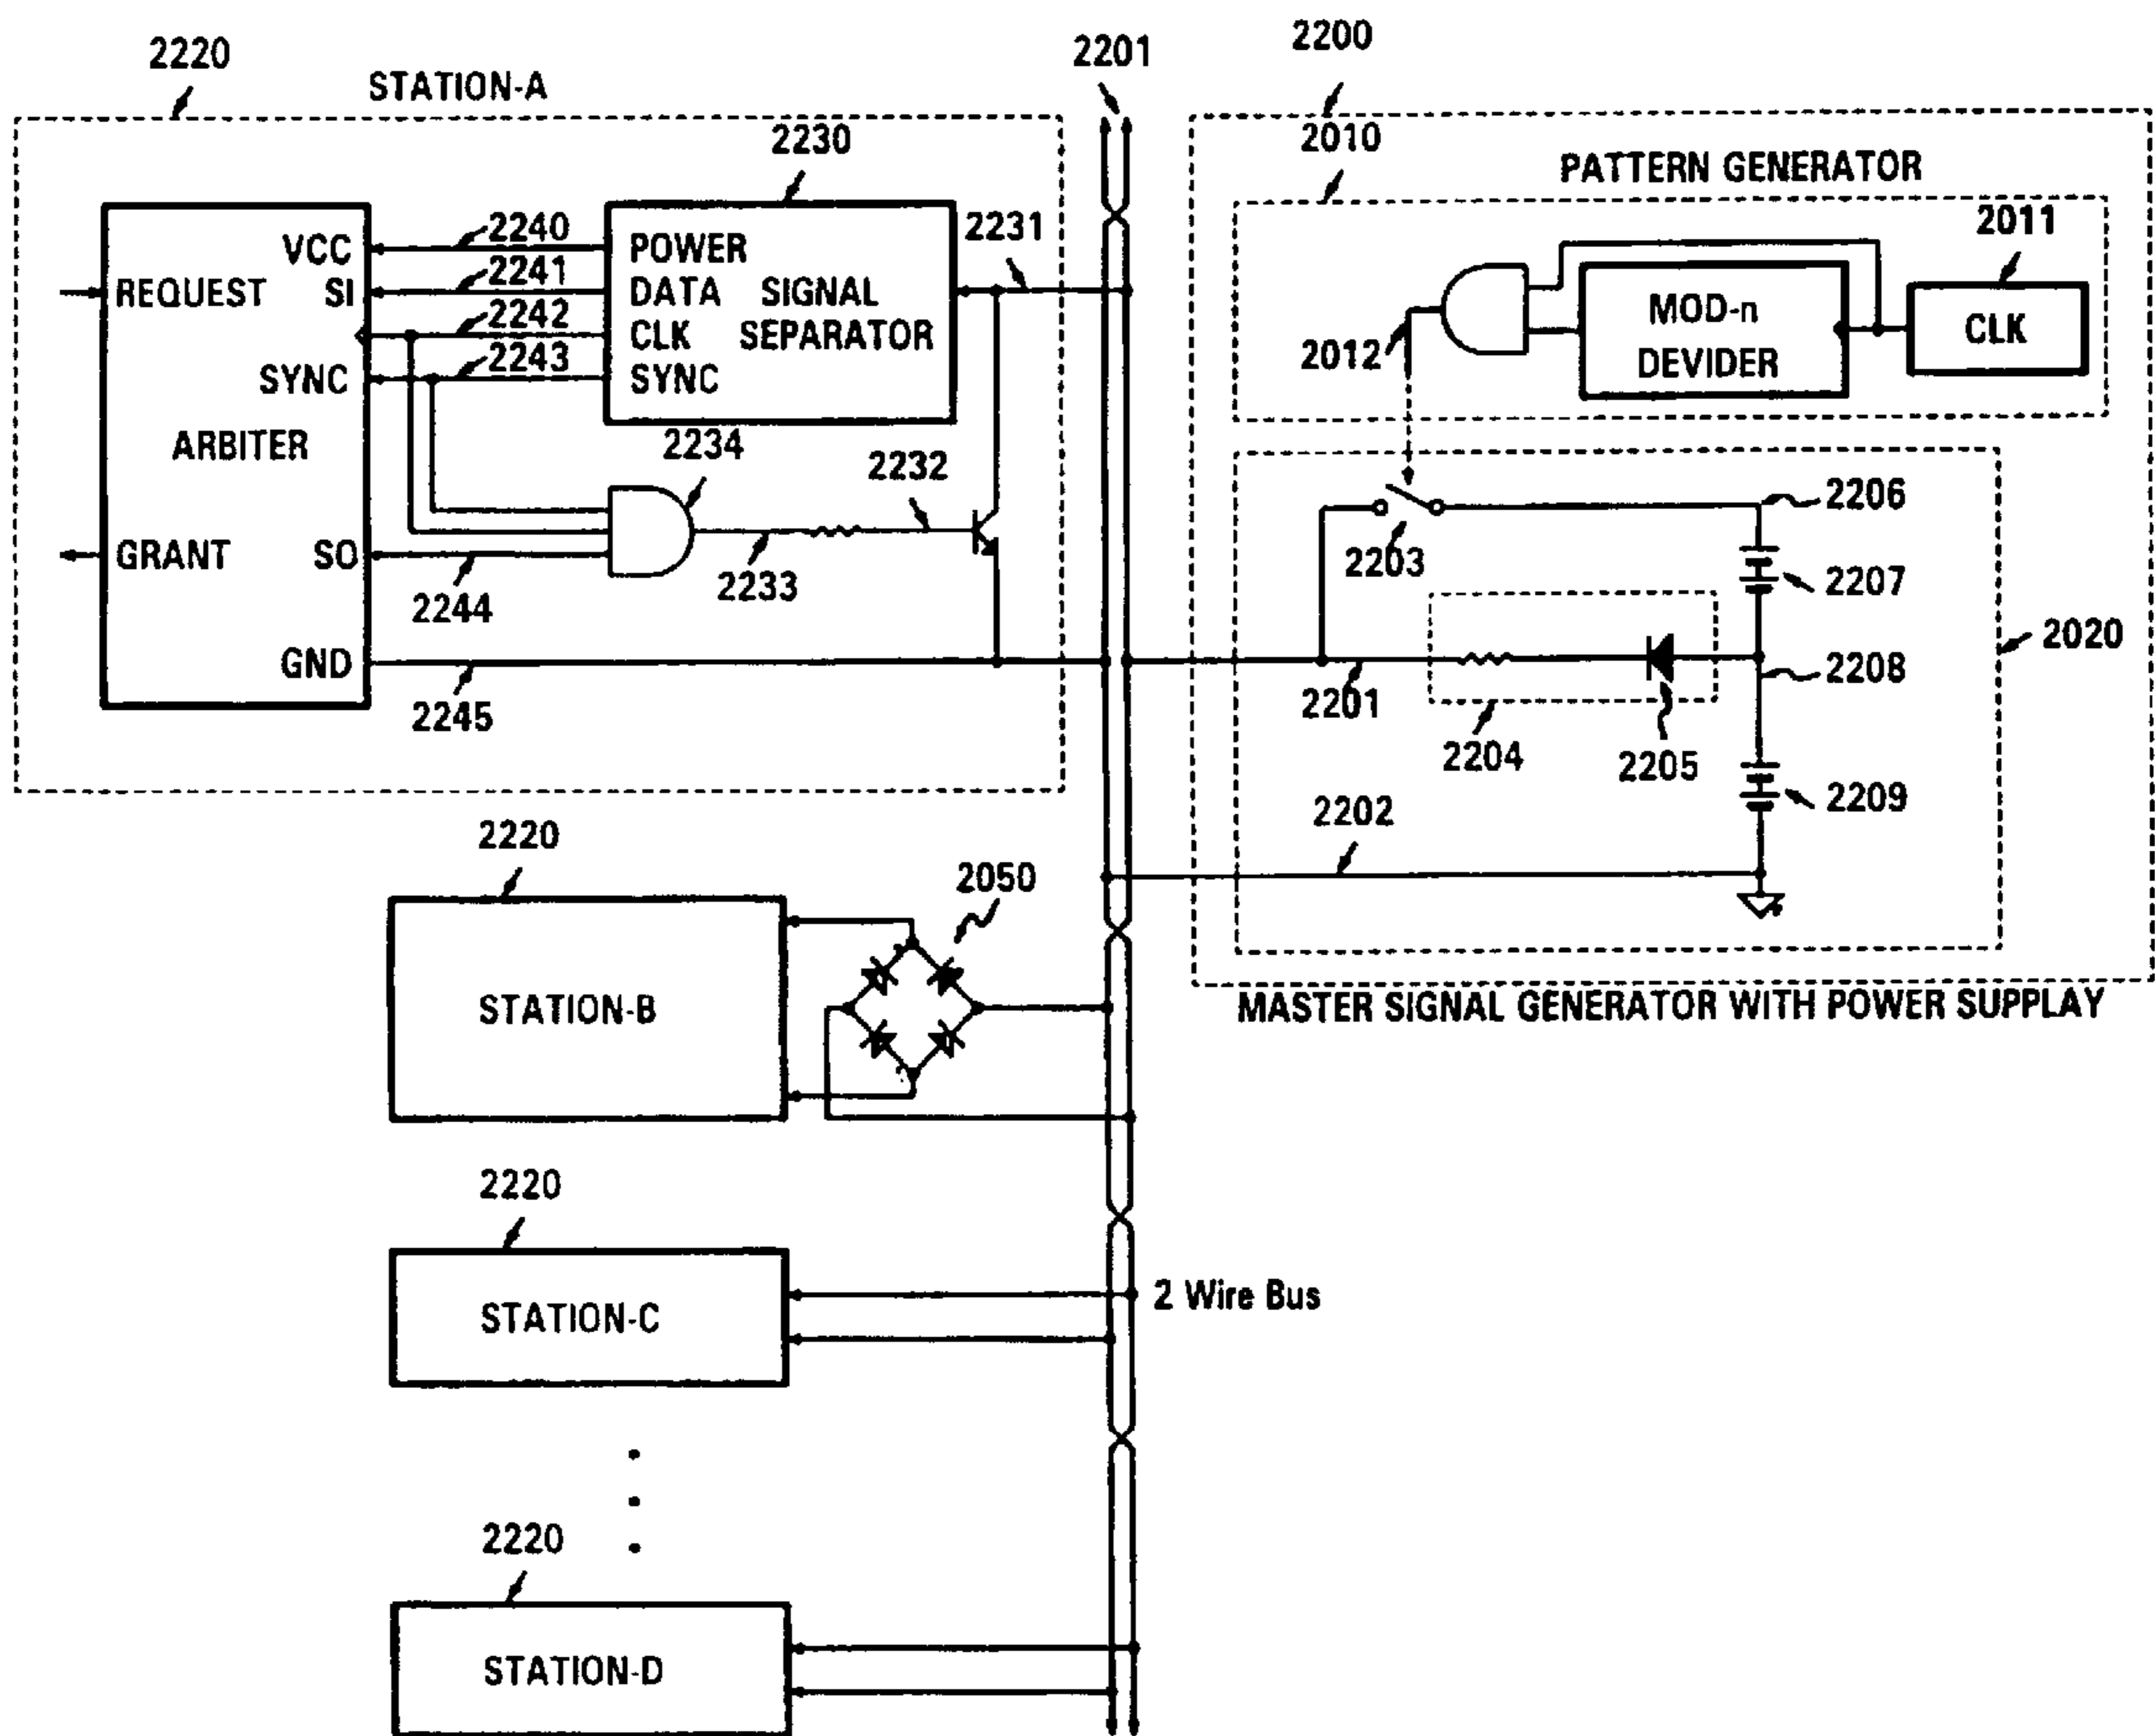 2220
STATION-A
2201
2200
2010
PATTERN GENERATOR
2011
MOD-n
DEVIDER
CLK
2012
2230
2231
VCC
2240
POWER
REQUEST
SI
2241
DATA
SIGNAL
SEPARATOR
2242
CLK
SYNC
2243
SYNC
ARBITER
2234
2232
GRANT
SO
2244
2233
GND
2245
2203
2206
2207
2020
2201
2204
2205
2208
2209
2202
MASTER SIGNAL GENERATOR WITH POWER SUPPLAY
2220
STATION-B
2050
2220
STATION-C
2 Wire Bus
2220
STATION-D